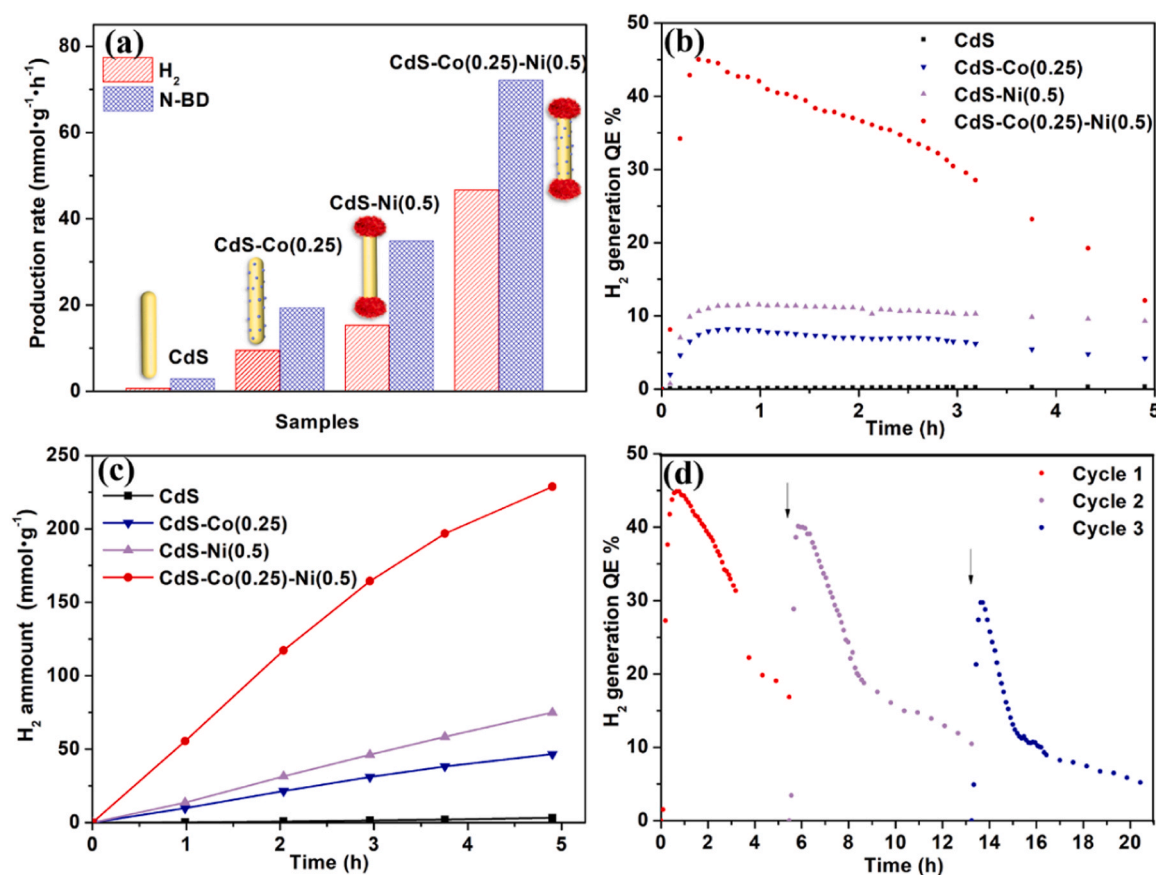 (a)
H₂
N-BD
CdS
CdS-Co(0.25)
CdS-Ni(0.5)
CdS-Co(0.25)-Ni(0.5)
Production rate (mmol·g⁻¹·h⁻¹)
80
60
40
20
0
Samples
(b)
CdS
CdS-Co(0.25)
CdS-Ni(0.5)
CdS-Co(0.25)-Ni(0.5)
H₂ generation QE %
50
40
30
20
10
0
0 1 2 3 4 5
Time (h)
(c)
CdS
CdS-Co(0.25)
CdS-Ni(0.5)
CdS-Co(0.25)-Ni(0.5)
H₂ ammount (mmol·g⁻¹)
250
200
150
100
50
0
0 1 2 3 4 5
Time (h)
(d)
Cycle 1
Cycle 2
Cycle 3
H₂ generation QE %
50
40
30
20
10
0
0 2 4 6 8 10 12 14 16 18 20
Time (h)